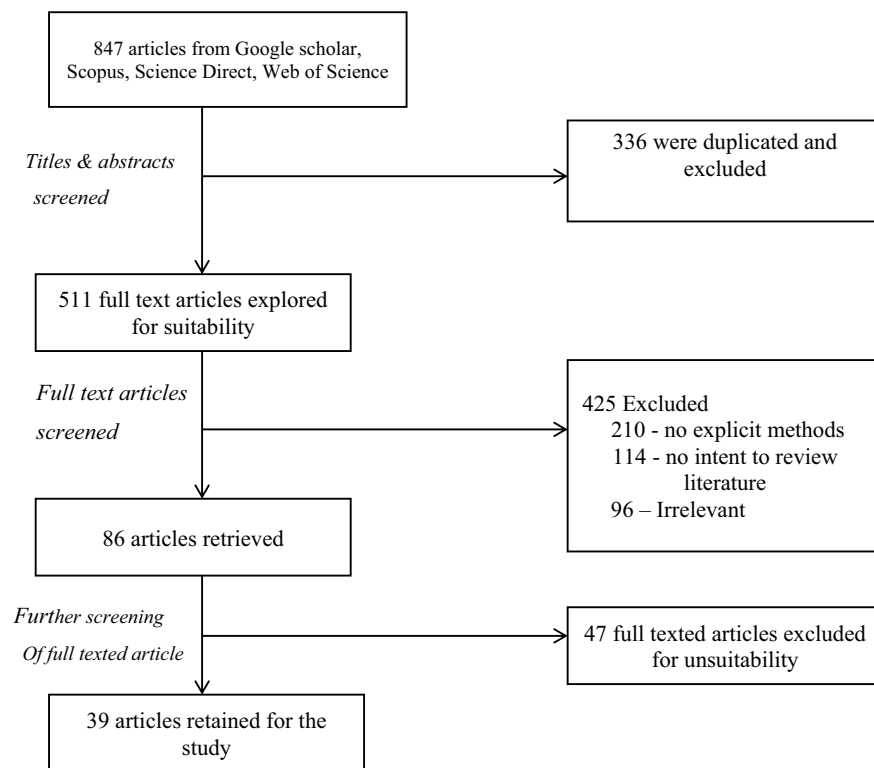 847 articles from Google scholar,
Scopus, Science Direct, Web of Science
Titles & abstracts
screened
336 were duplicated and
excluded
511 full text articles explored
for suitability
Full text articles
screened
425 Excluded
210 - no explicit methods
114 - no intent to review
literature
96 – Irrelevant
86 articles retrieved
Further screening
Of full texted article
47 full texted articles excluded
for unsuitability
39 articles retained for the
study